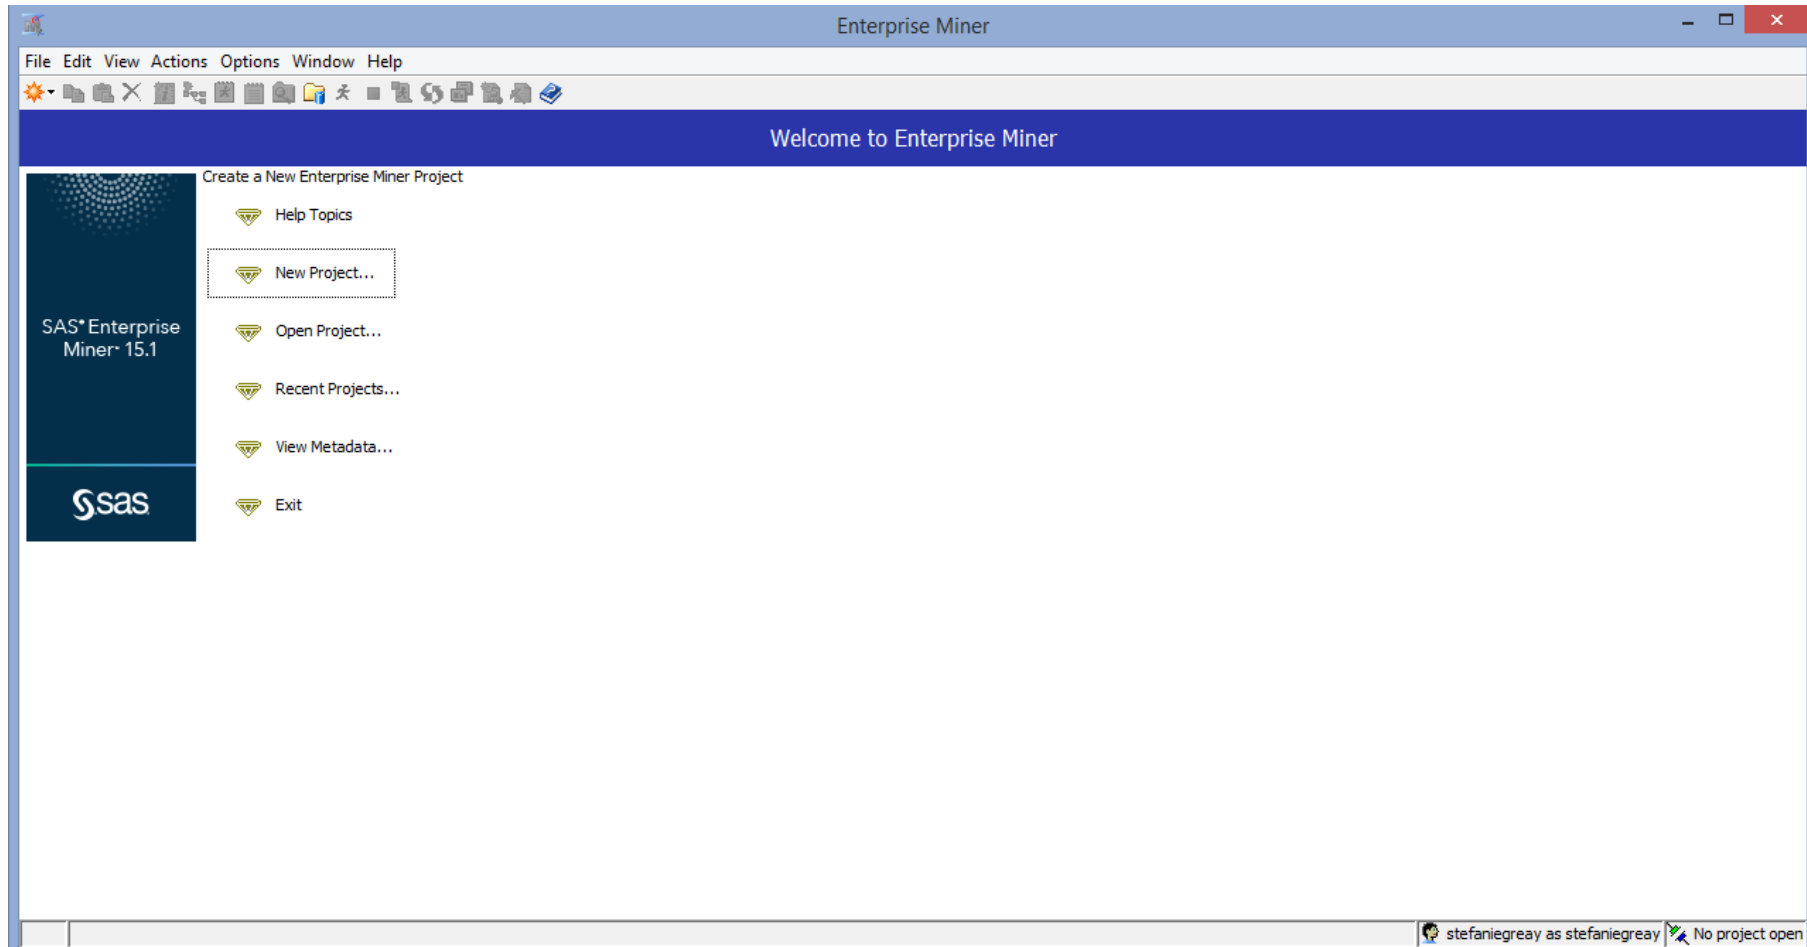 Enterprise Miner
File Edit View Actions Options Window Help
Welcome to Enterprise Miner
Create a New Enterprise Miner Project
Help Topics
New Project...
Open Project...
Recent Projects...
View Metadata...
Exit
SAS® Enterprise
Miner™ 15.1
sas
stefaniegreay as stefaniegreay No project open